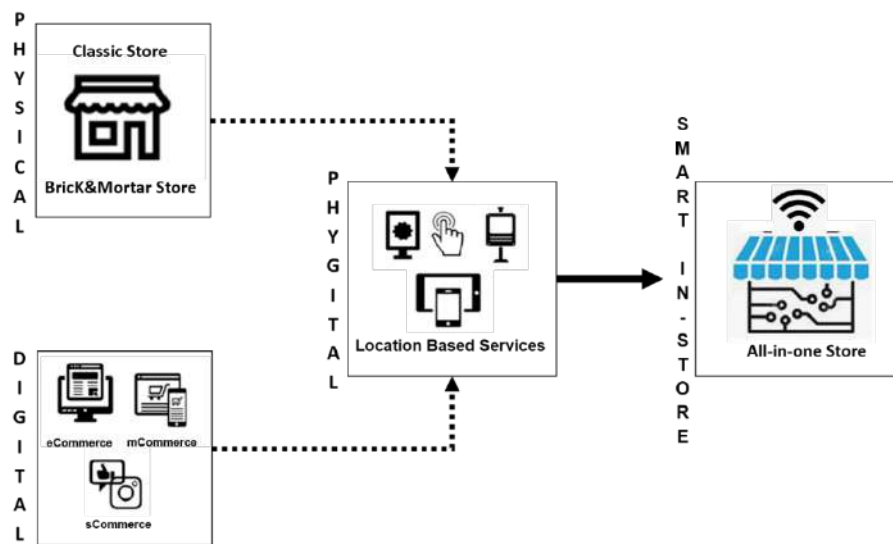 PHYSICAL
Classic Store
BricK&Mortar Store
DIGITAL
eCommerce
mCommerce
sCommerce
PHYGITAL
Location Based Services
SMART IN-STORE
All-in-one Store